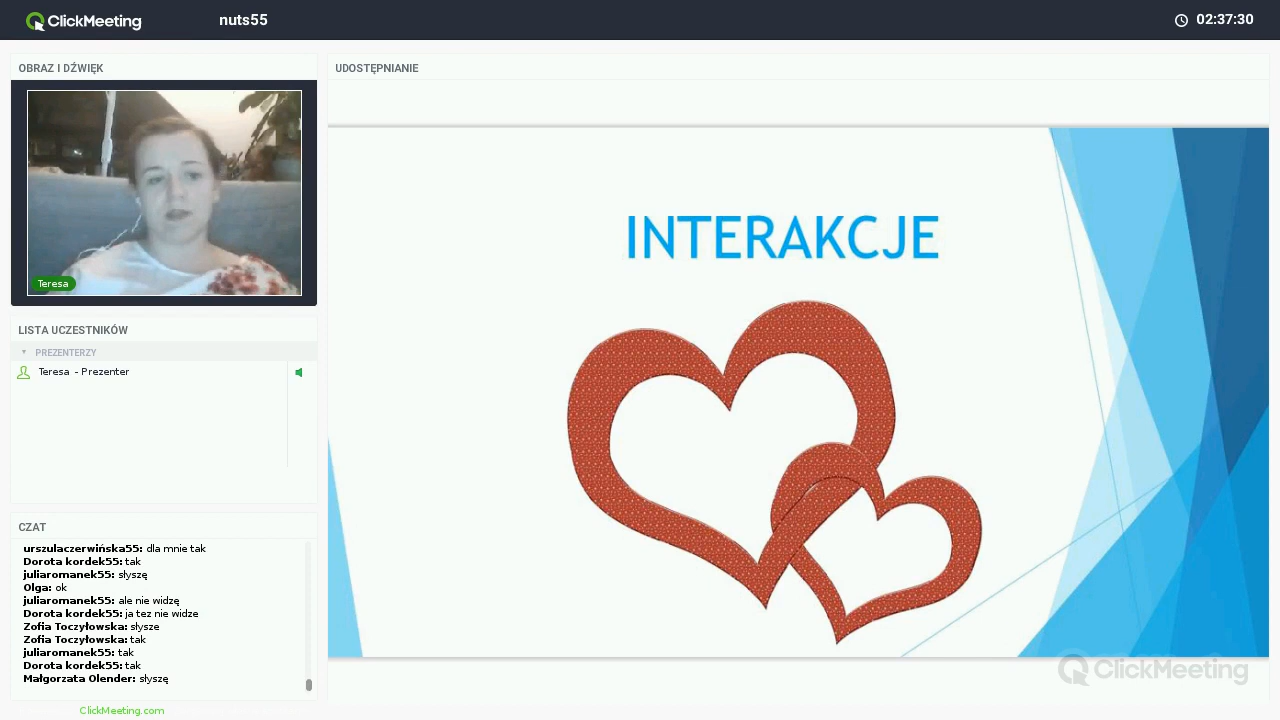 ClickMeeting
nuts55
02:37:30
OBRAZ I DŹWIĘK
Teresa
LISTA UCZESTNIKÓW
PREZENTERZY
Teresa - Prezenter
CZAT
urszulaczerwińska55: dla mnie tak
Dorota kordek55: tak
juliaromanek55: słyszę
Olga: ok
juliaromanek55: ale nie widzę
Dorota kordek55: ja tez nie widze
Zofia Toczyłowska: słysze
Zofia Toczyłowska: tak
juliaromanek55: tak
Dorota kordek55: tak
Małgorzata Olender: słyszę
ClickMeeting.com
UDOSTĘPNIANIE
INTERAKCJE
ClickMeeting